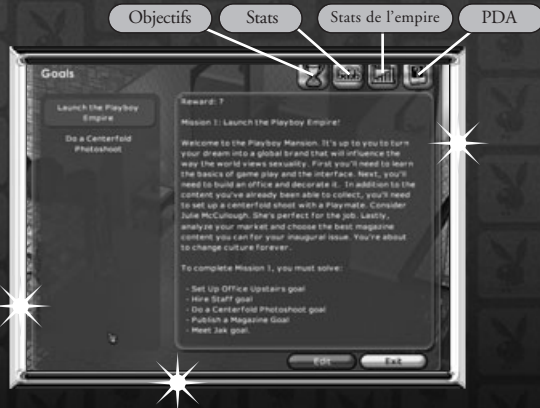 Objectifs
Stats
Stats de l'empire
PDA
Goals
Launch the Playboy
Empire
Do a Centerfold
Photoshoot
Reward: ?
Mission 1: Launch the Playboy Empire!
Welcome to the Playboy Mansion. It's up to you to turn
your dream into a global brand that will influence the
way the world views sexuality. First you'll need to learn
the basics of game play and the interface. Next, you'll
need to build an office and decorate it. In addition to the
content you've already been able to collect, you'll need
to set up a centerfold shoot with a Playmate. Consider
Julie McCullough. She's perfect for the job. Lastly,
analyze your market and choose the best magazine
content you can for your inaugural issue. You're about
to change culture forever.
To complete Mission 1, you must solve:
- Set Up Office Upstairs goal
- Hire Staff goal
- Do a Centerfold Photoshoot goal
- Publish a Magazine Goal
- Meet Jak goal.
Edit
Exit